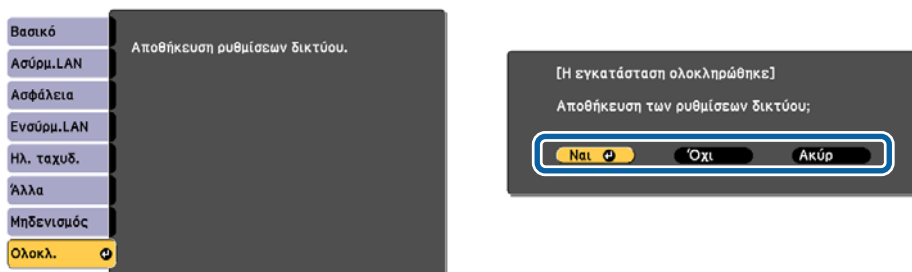 Βασικό
Ασύρμ.LAN
Ασφάλεια
Ενσύρμ.LAN
Ηλ. ταχυδ.
Άλλα
Μηδενισμός
Ολοκλ.
Αποθήκευση ρυθμίσεων δικτύου.
[Η εγκατάσταση ολοκληρώθηκε]
Αποθήκευση των ρυθμίσεων δικτύου;
Ναι Όχι Ακύρ